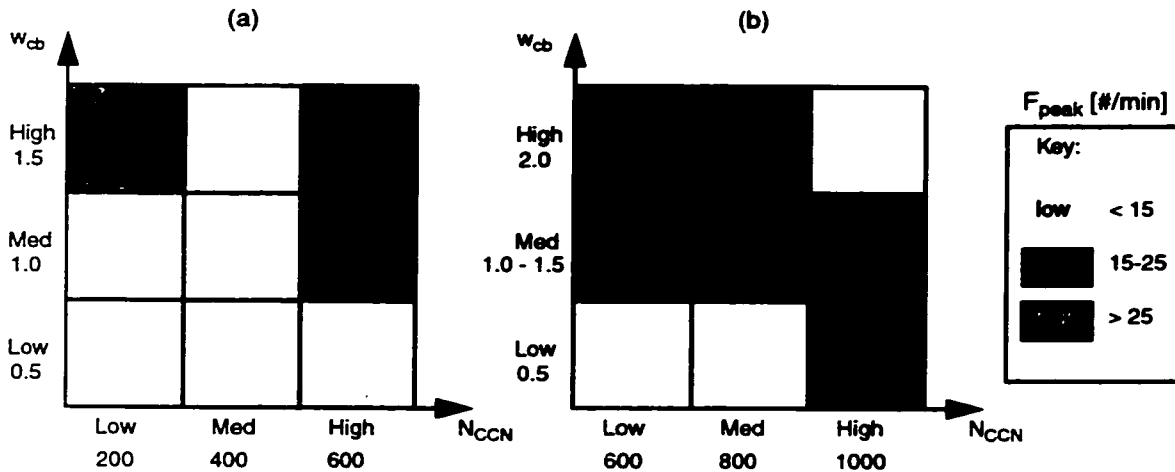 (a)
w_cb
High
1.5
Med
1.0
Low
0.5
Low Med High N_CCN
200 400 600
(b)
w_cb
High
2.0
Med
1.0 - 1.5
Low
0.5
Low Med High N_CCN
600 800 1000
F_peak [#/min]
Key:
low < 15
15-25
> 25